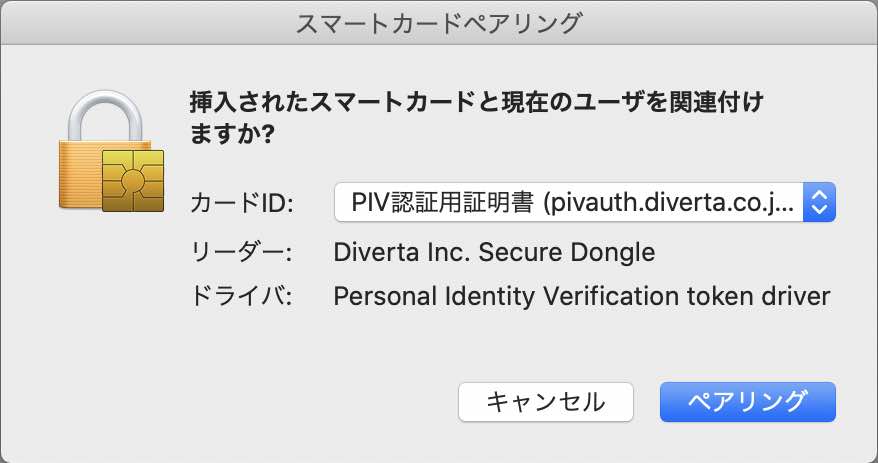 スマートカードペアリング
挿入されたスマートカードと現在のユーザを関連付け
ますか?
カードID: PIV認証用証明書 (pivauth.diverta.co.j...
リーダー: Diverta Inc. Secure Dongle
ドライバ: Personal Identity Verification token driver
キャンセル ペアリング